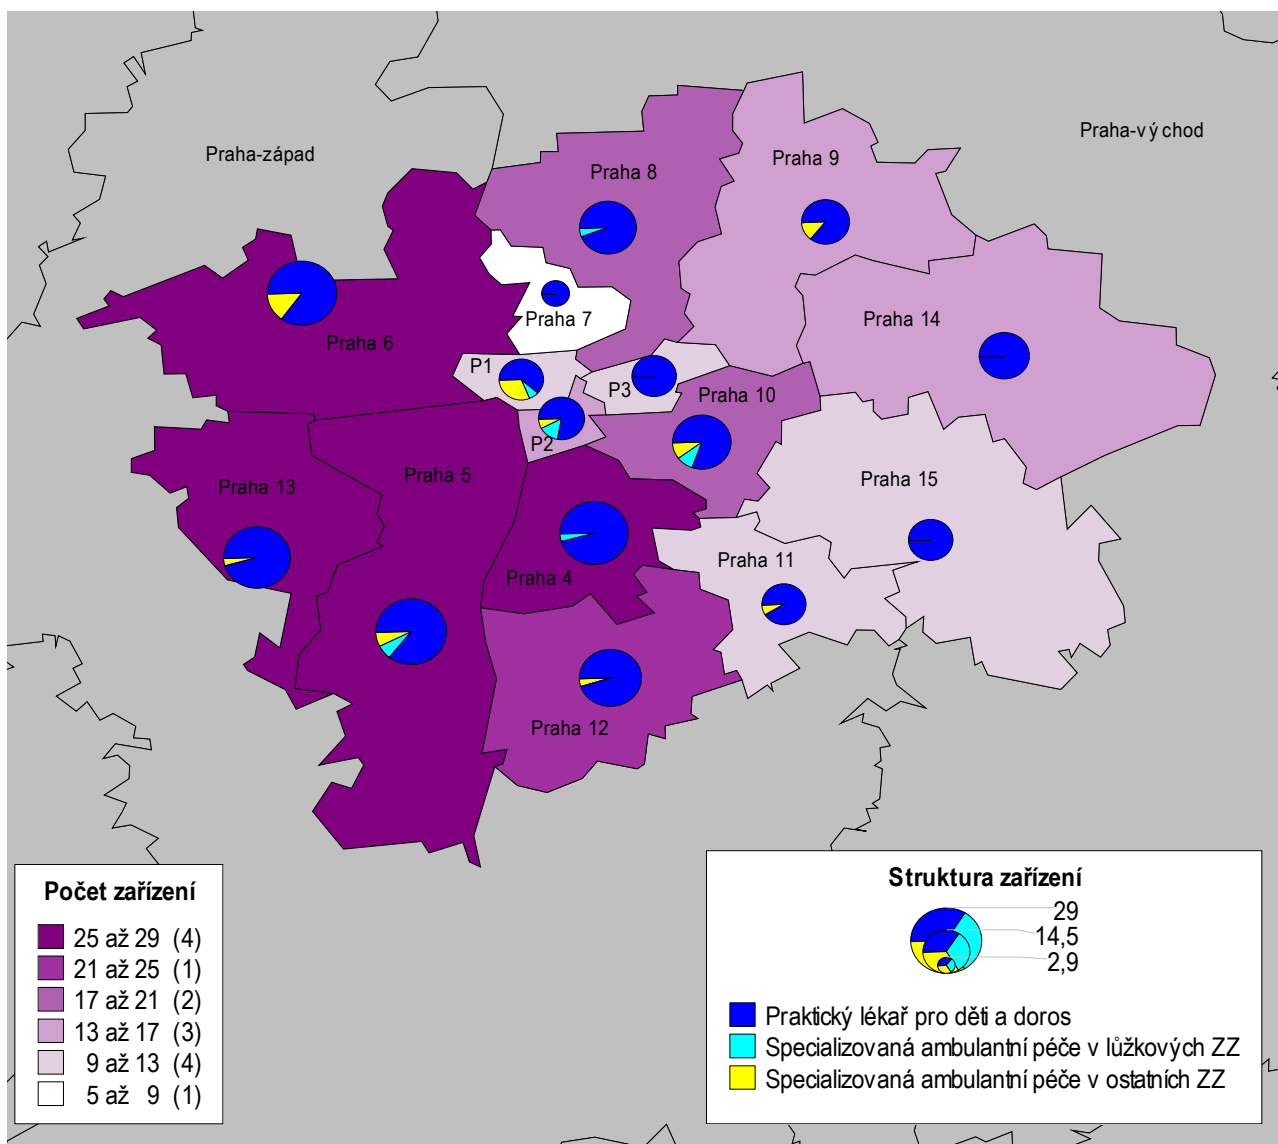 Praha-západ
Praha-východ
Praha 8
Praha 9
Praha 7
Praha 14
Praha 6
P1
P3
Praha 10
P2
Praha 5
Praha 13
Praha 15
Praha 11
Praha 4
Praha 12
Počet zařízení
25 až 29 (4)
21 až 25 (1)
17 až 21 (2)
13 až 17 (3)
9 až 13 (4)
5 až 9 (1)
Struktura zařízení
29
14,5
2,9
Praktický lékař pro děti a doros
Specializovaná ambulantní péče v lůžkových ZZ
Specializovaná ambulantní péče v ostatních ZZ